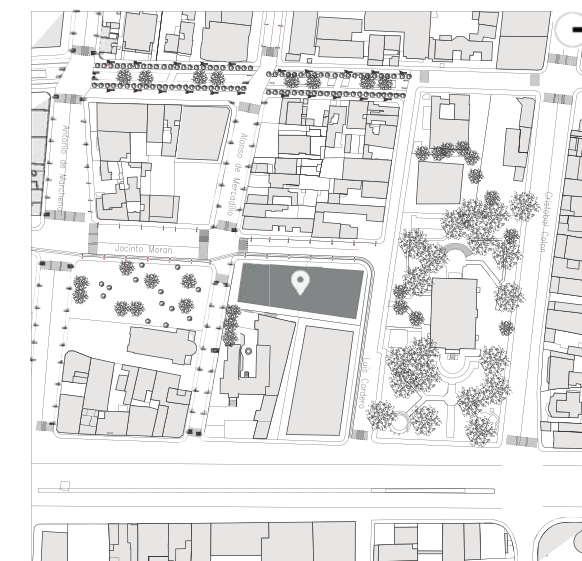 Antonio de Marchena
Alonso de Mercadillo
Cristobal Colon
Jacinto Moran
Luis Cordero